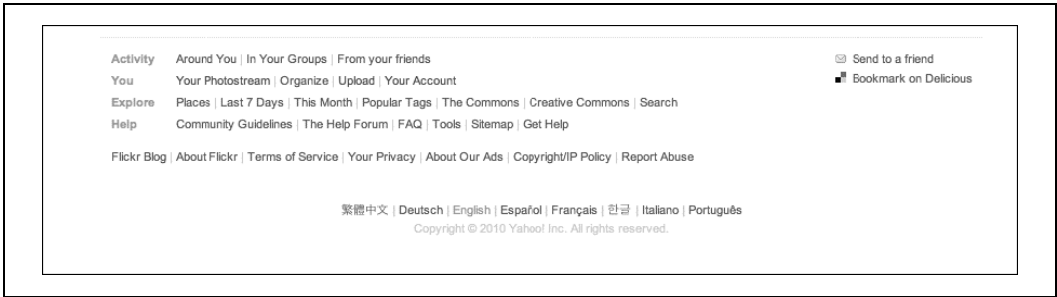 Activity Around You | In Your Groups | From your friends Send to a friend
You Your Photostream | Organize | Upload | Your Account Bookmark on Delicious
Explore Places | Last 7 Days | This Month | Popular Tags | The Commons | Creative Commons | Search
Help Community Guidelines | The Help Forum | FAQ | Tools | Sitemap | Get Help
Flickr Blog | About Flickr | Terms of Service | Your Privacy | About Our Ads | Copyright/IP Policy | Report Abuse
繁體中文 | Deutsch | English | Español | Français | 한글 | Italiano | Português
Copyright © 2010 Yahoo! Inc. All rights reserved.